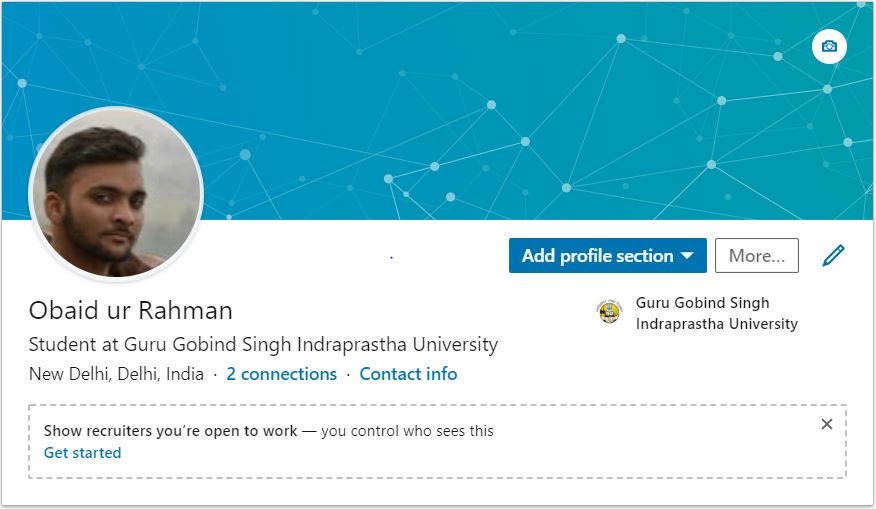 Add profile section
More...
Obaid ur Rahman
Guru Gobind Singh
Indraprastha University
Student at Guru Gobind Singh Indraprastha University
New Delhi, Delhi, India · 2 connections · Contact info
Show recruiters you’re open to work — you control who sees this
Get started